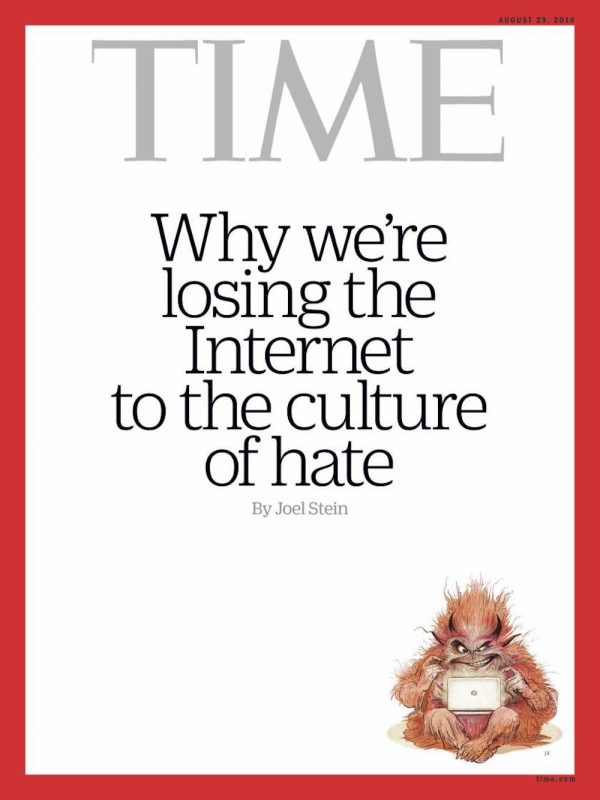 AUGUST 29, 2016
TIME
Why we're
losing the
Internet
to the culture
of hate
By Joel Stein
time.com